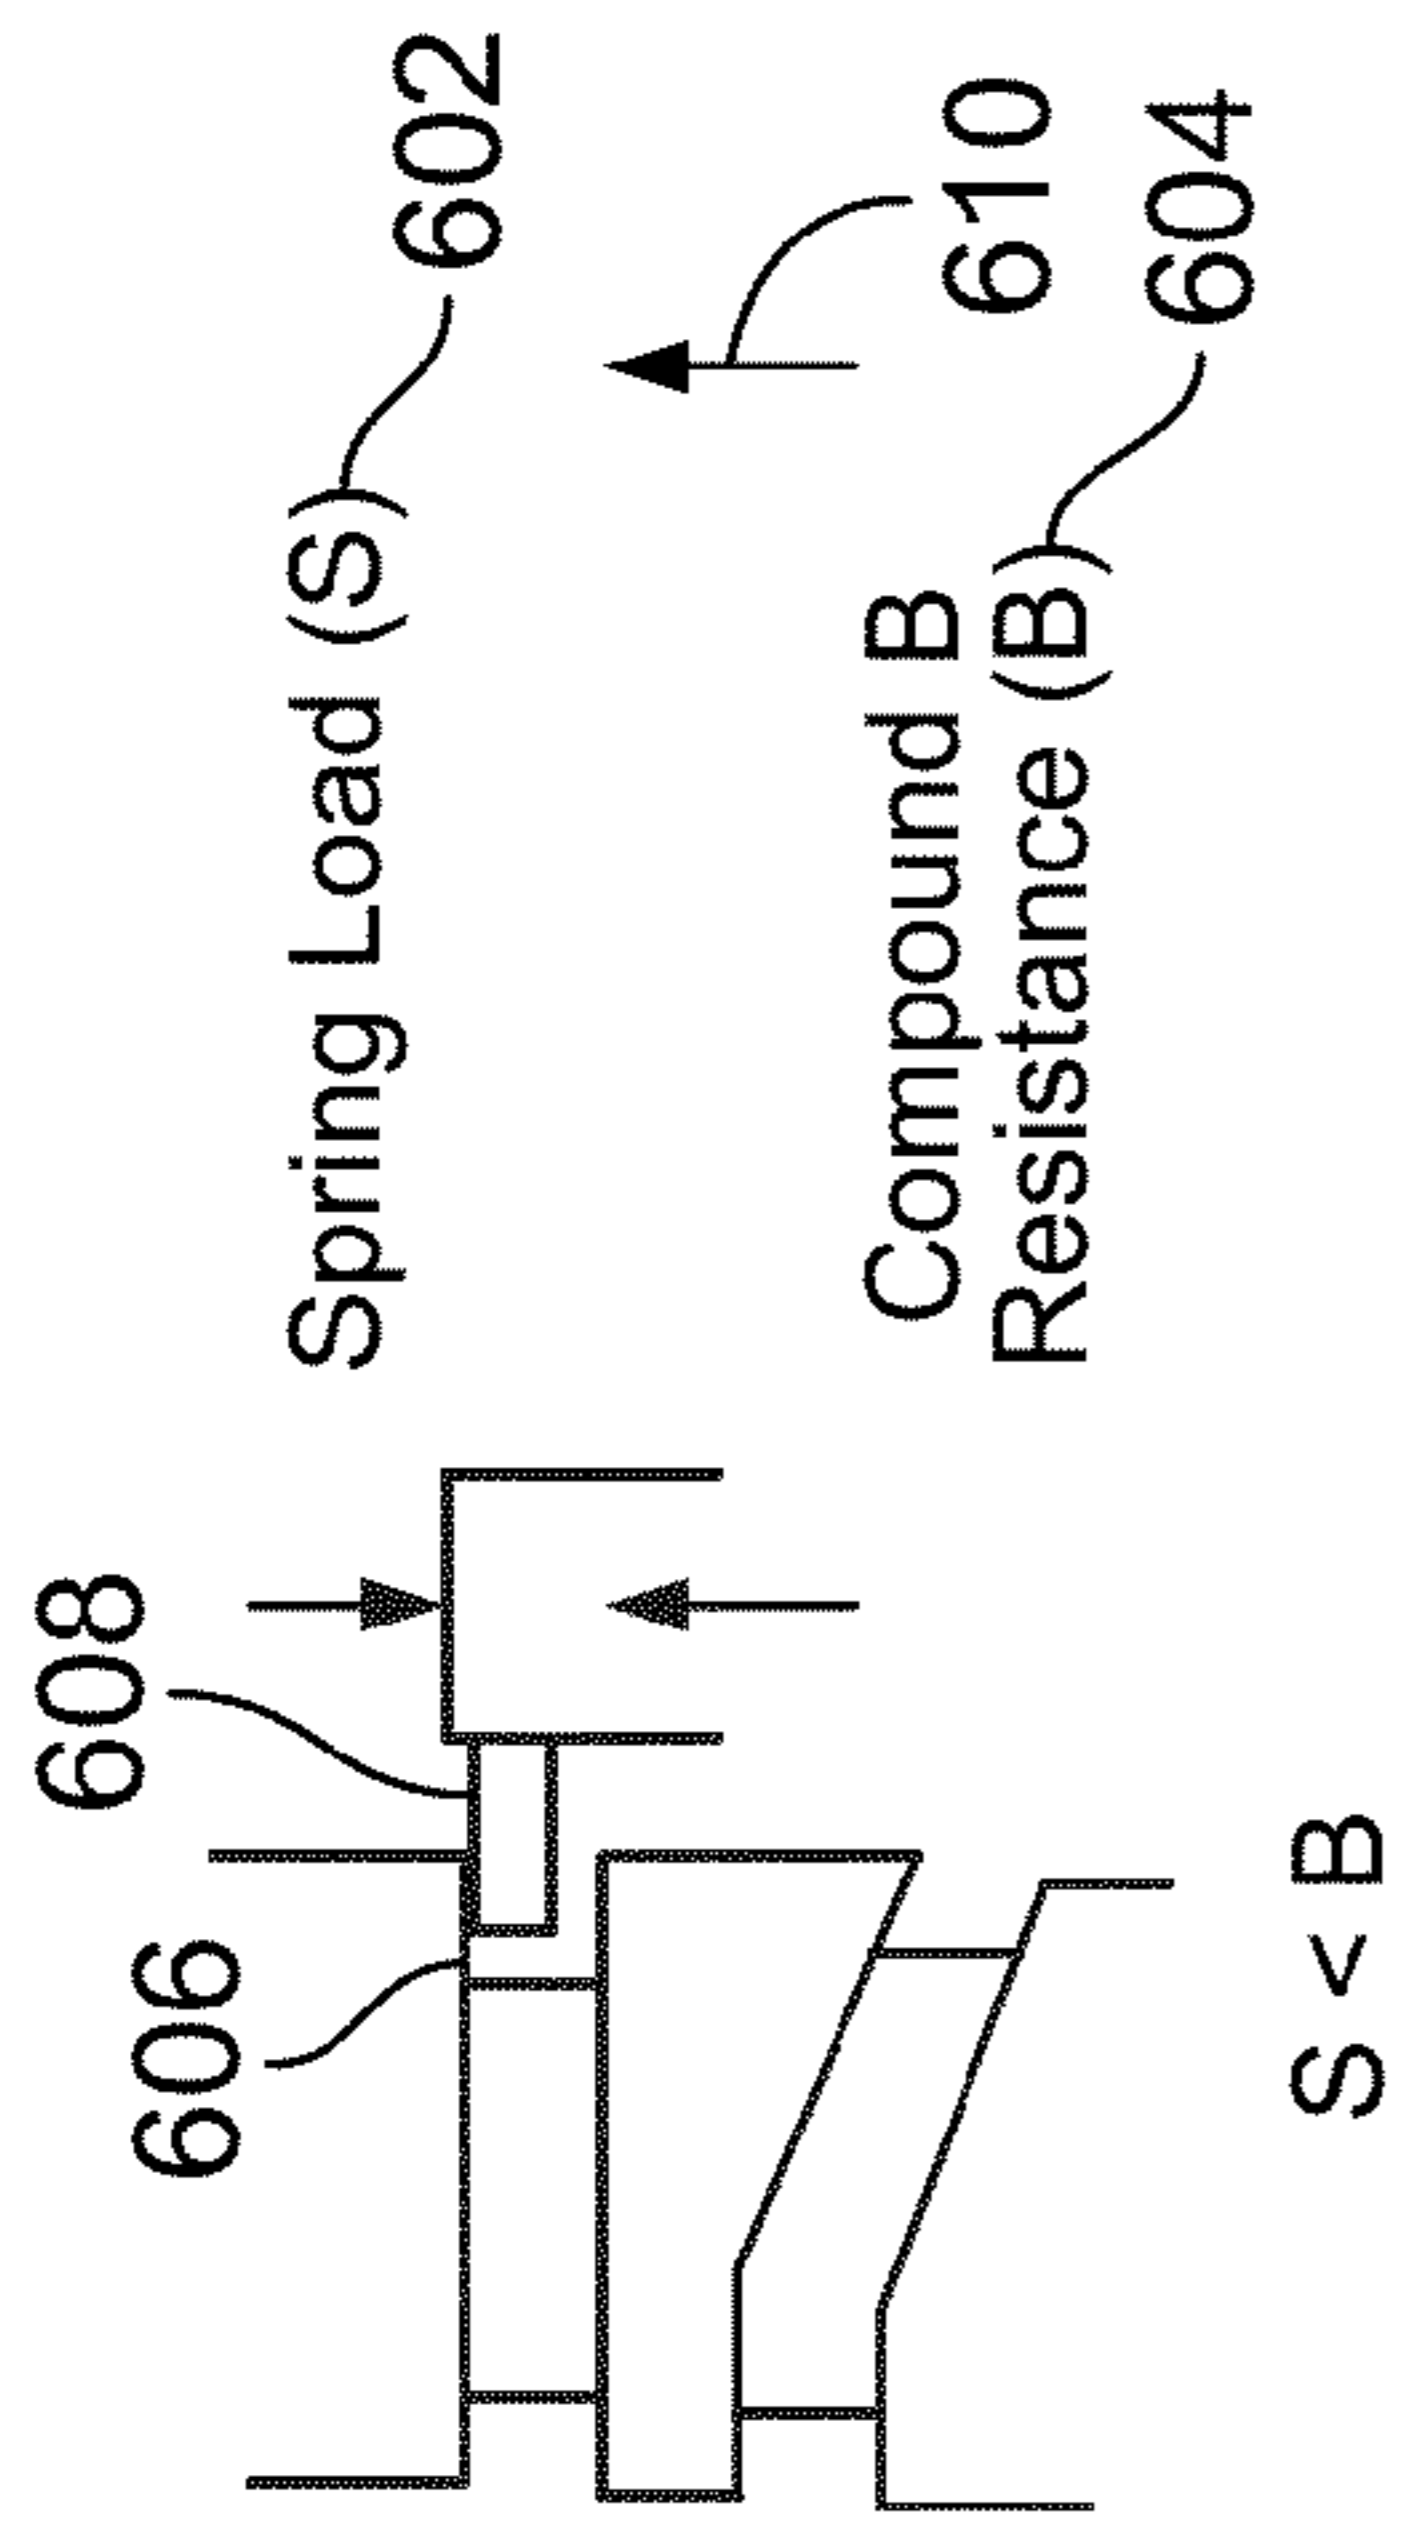 608
606
Spring Load (S)
602
610
Compound B
Resistance (B)
604
S < B